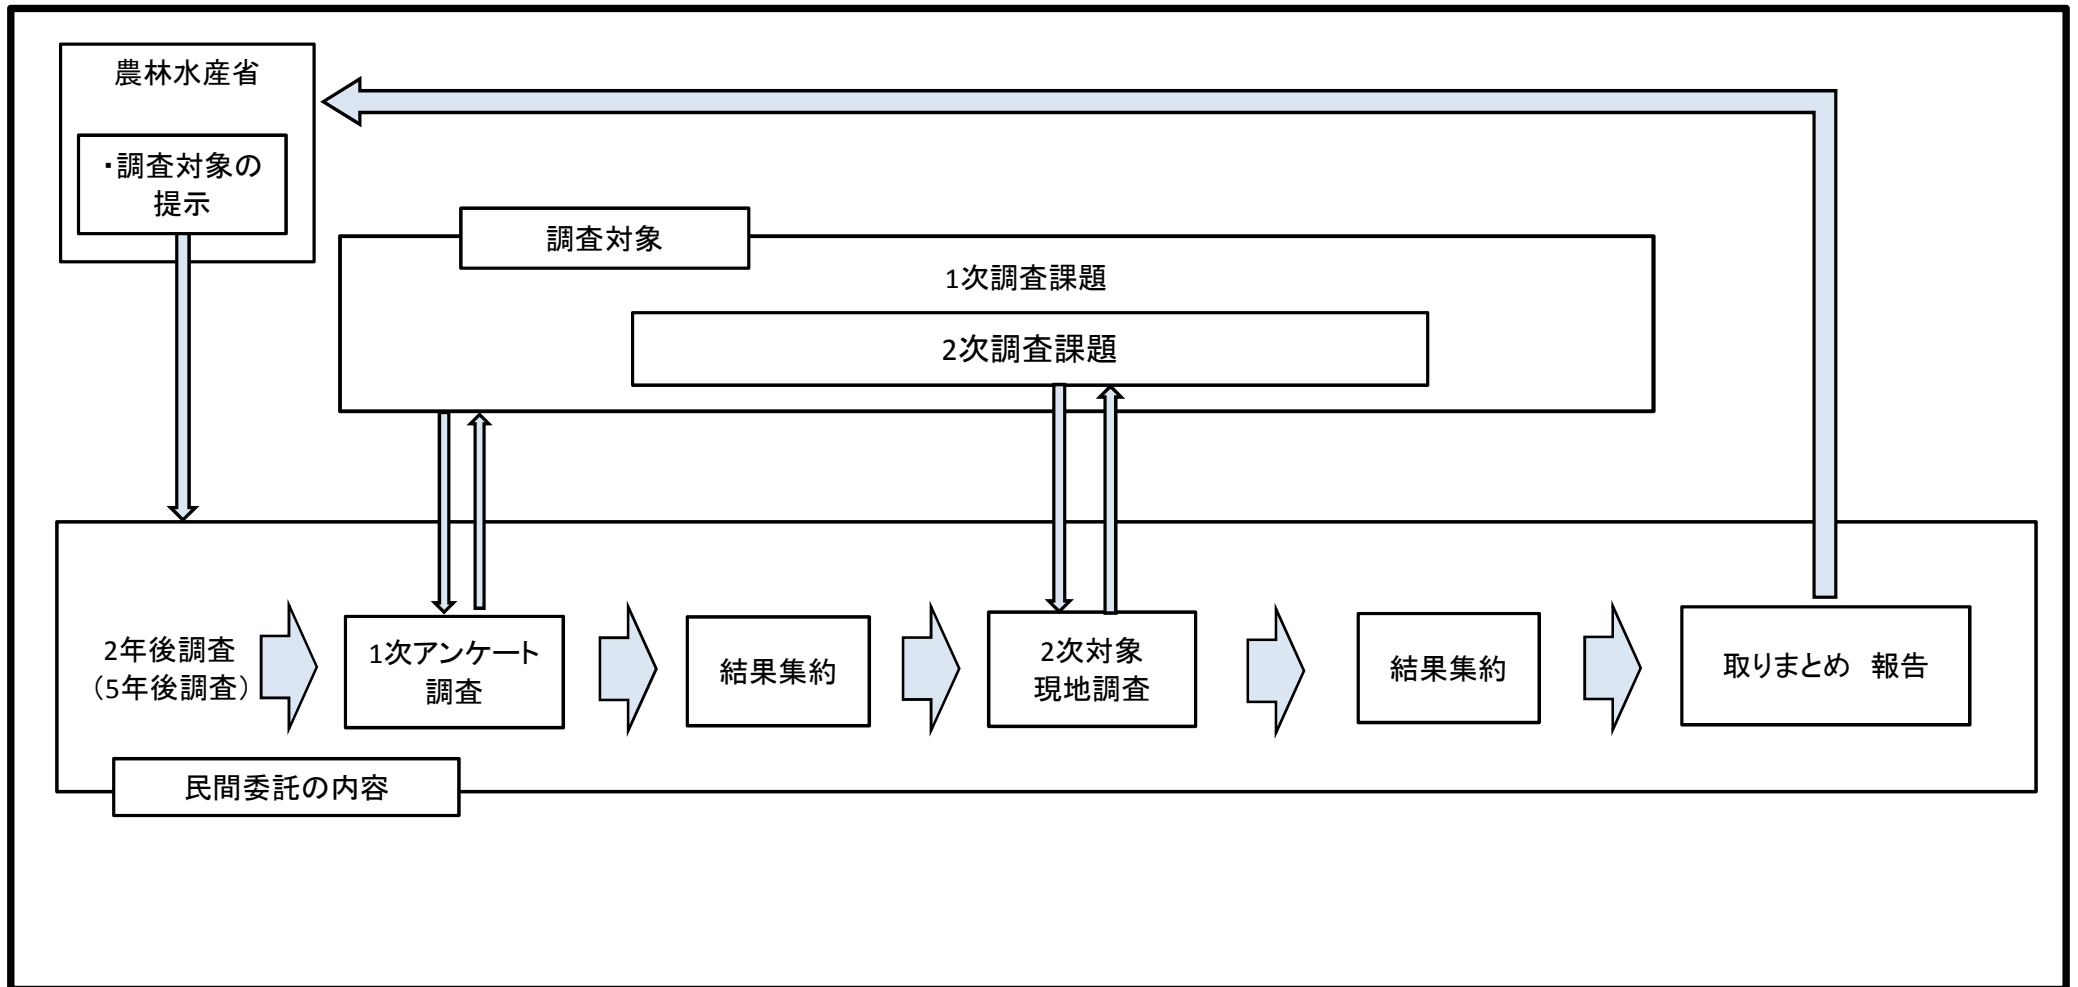 農林水産省
・調査対象の
提示
調査対象
1次調査課題
2次調査課題
2年後調査
（5年後調査）
1次アンケート
調査
結果集約
2次対象
現地調査
結果集約
取りまとめ　報告
民間委託の内容